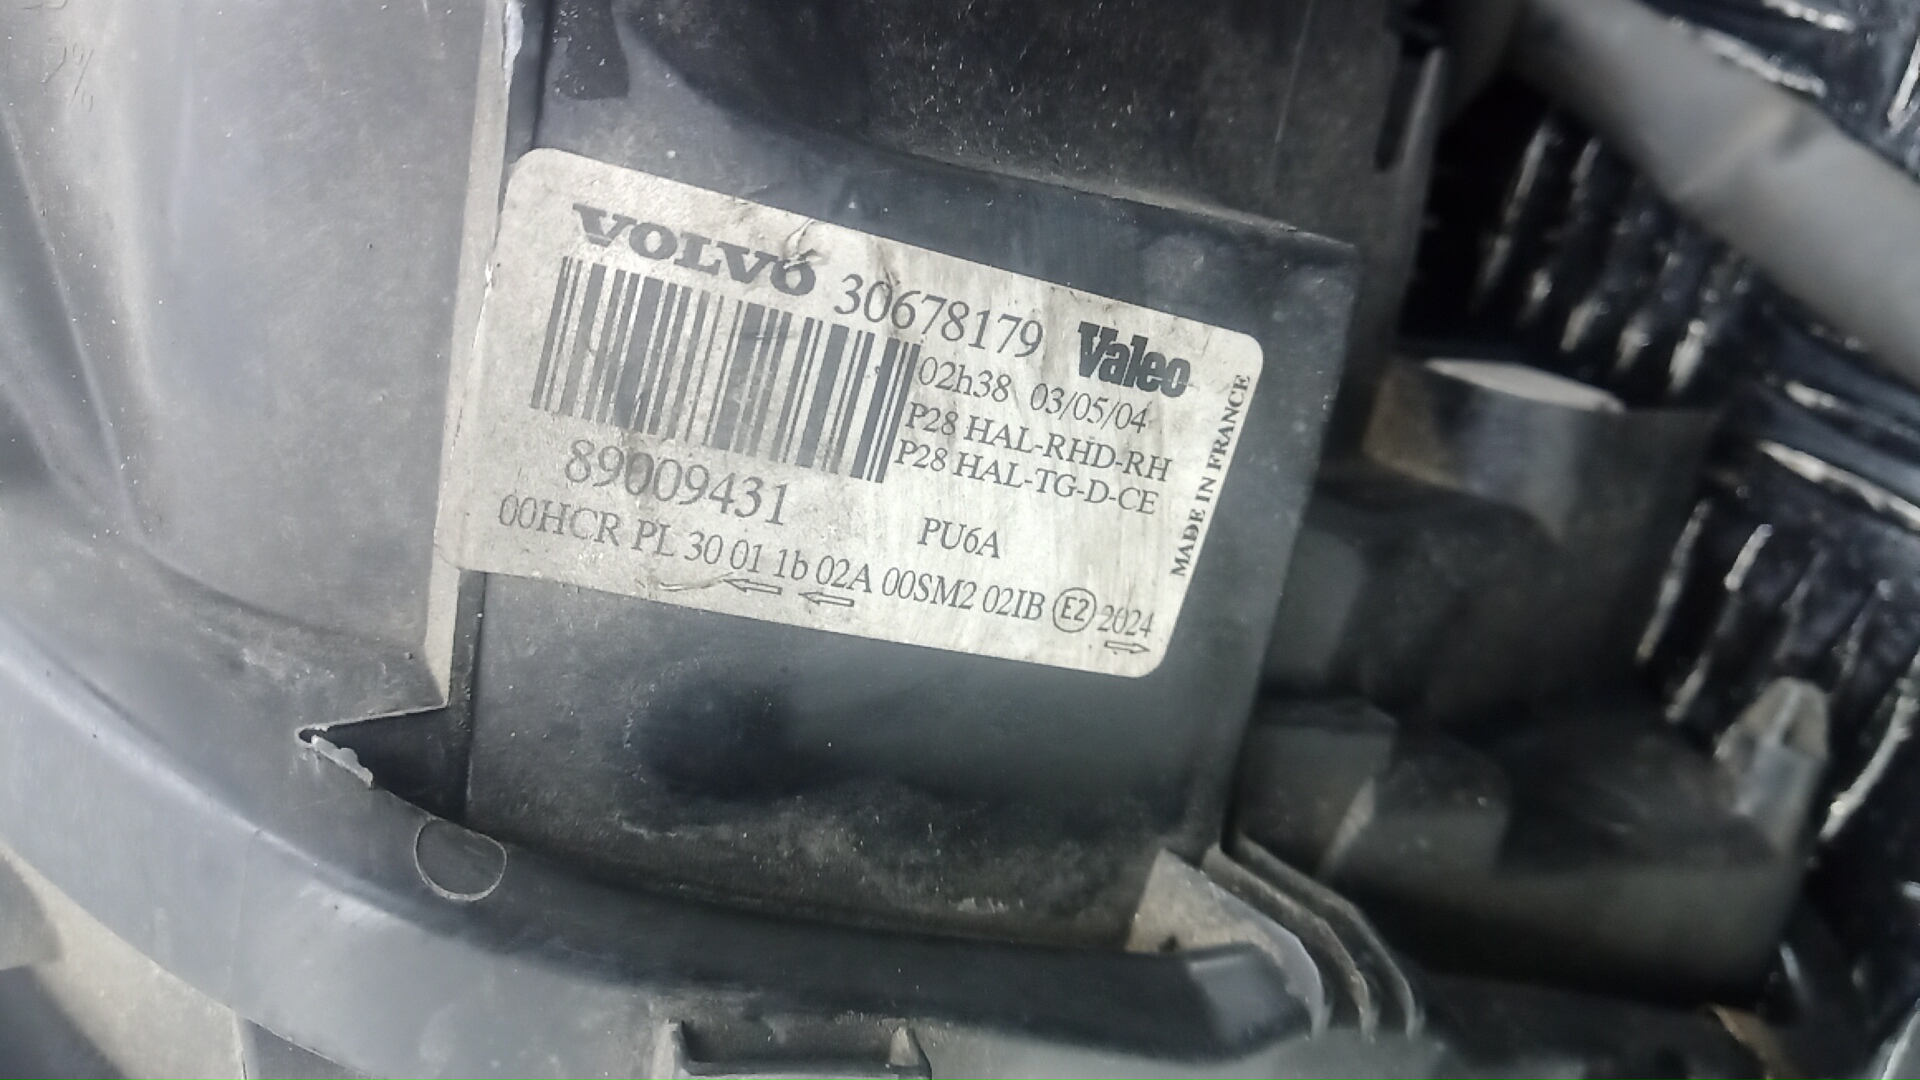 VOLVO 30678179 Valeo
02h38 03/05/04
P28 HAL-RHD-RH
P28 HAL-TG-D-CE
89009431
PU6A
00HCR PL 30 01 1b 02A 00SM2 02IB E2 2024
MADE IN FRANCE